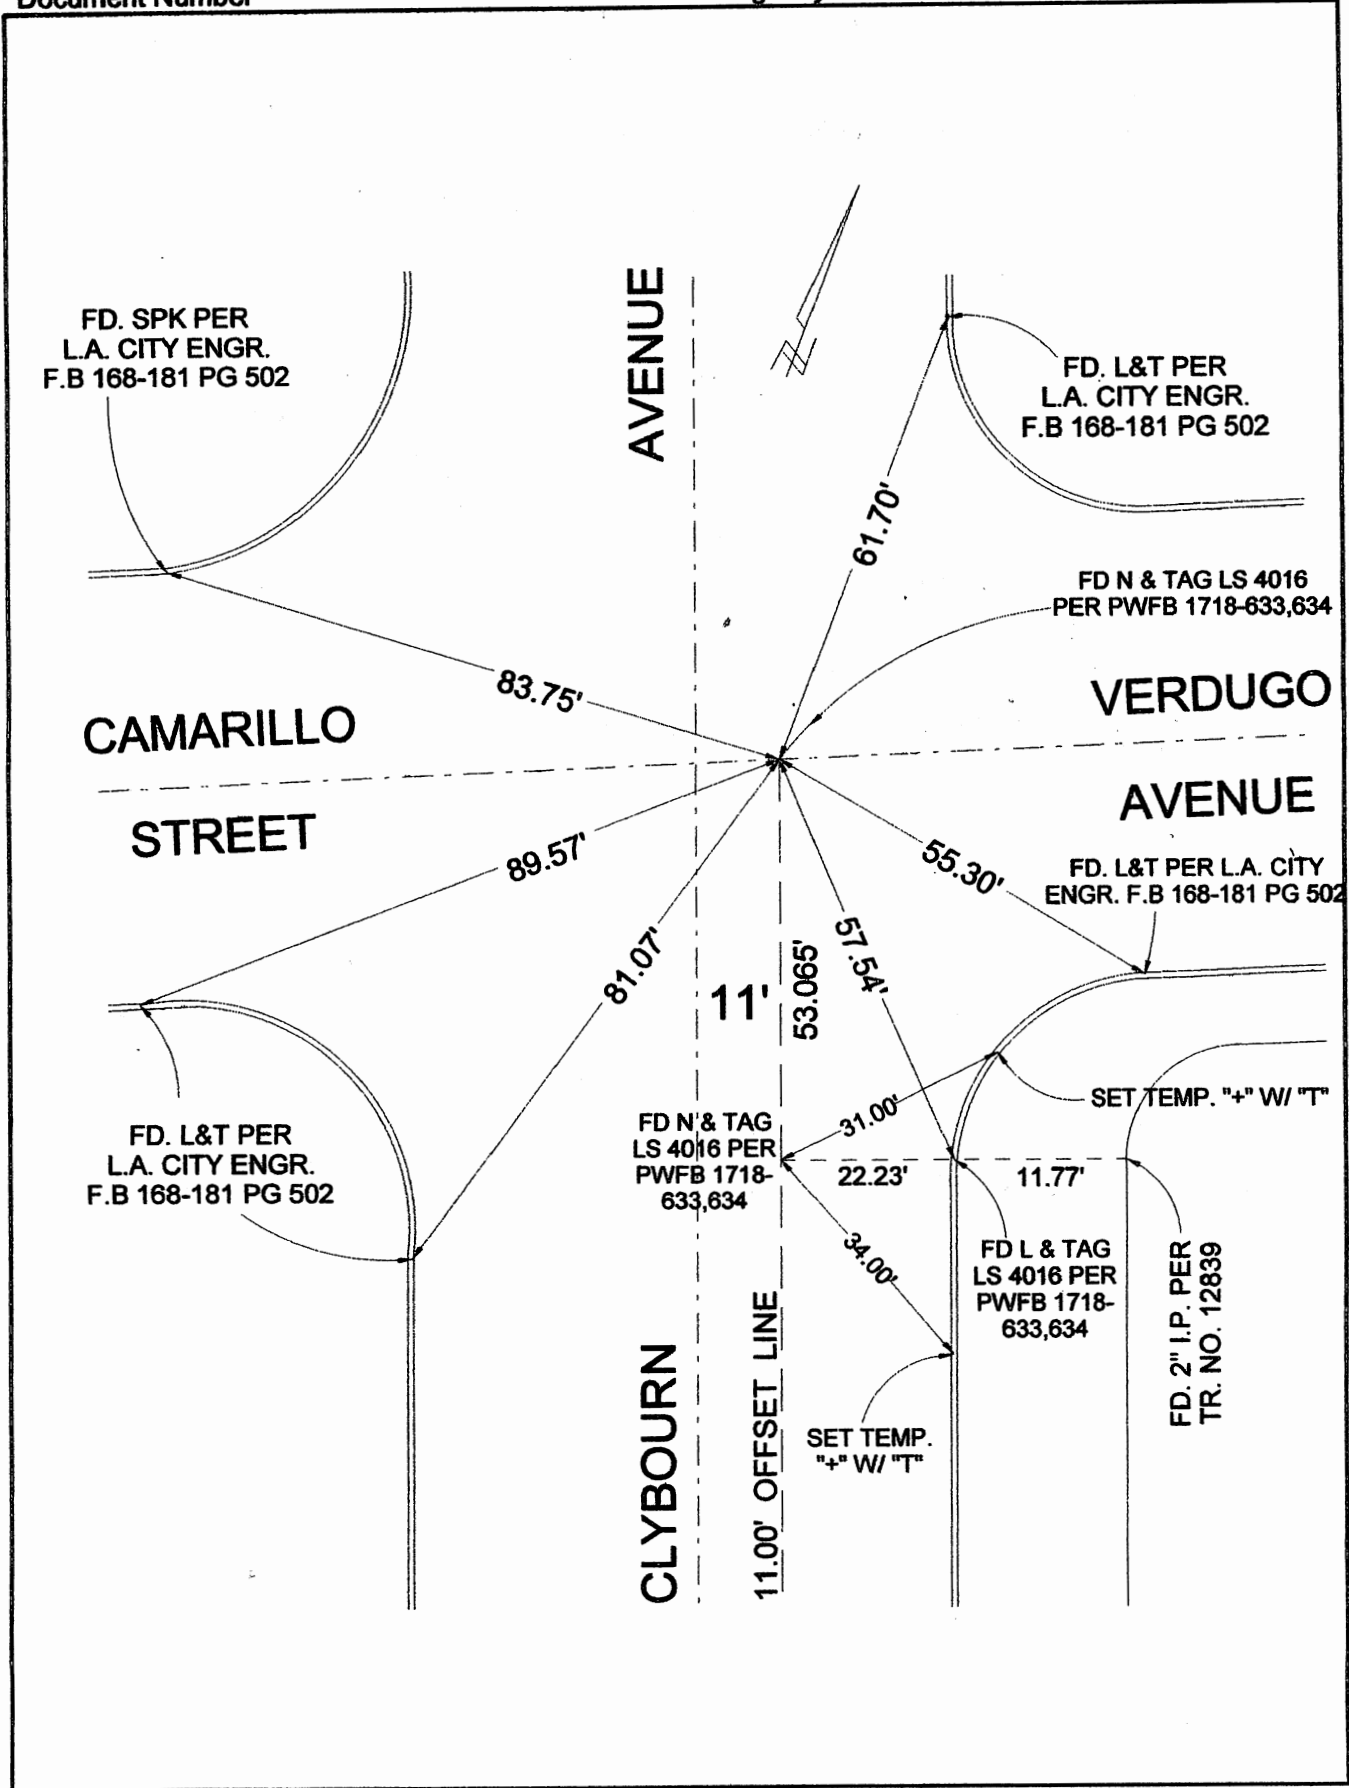 FD. SPK PER
L.A. CITY ENGR.
F.B 168-181 PG 502
AVENUE
N
FD. L&T PER
L.A. CITY ENGR.
F.B 168-181 PG 502
61.70'
FD N & TAG LS 4016
PER PWFB 1718-633,634
83.75'
CAMARILLO
STREET
VERDUGO
AVENUE
89.57'
81.07'
11'
53.065'
57.54'
55.30'
FD. L&T PER L.A. CITY
ENGR. F.B 168-181 PG 502
SET TEMP. "+" W/ "T"
FD. L&T PER
L.A. CITY ENGR.
F.B 168-181 PG 502
FD N & TAG
LS 4016 PER
PWFB 1718-
633,634
31.00'
22.23'
11.77'
34.00'
FD L & TAG
LS 4016 PER
PWFB 1718-
633,634
FD. 2" I.P. PER
TR. NO. 12839
CLYBOURN
11.00' OFFSET LINE
SET TEMP.
"+" W/ "T"